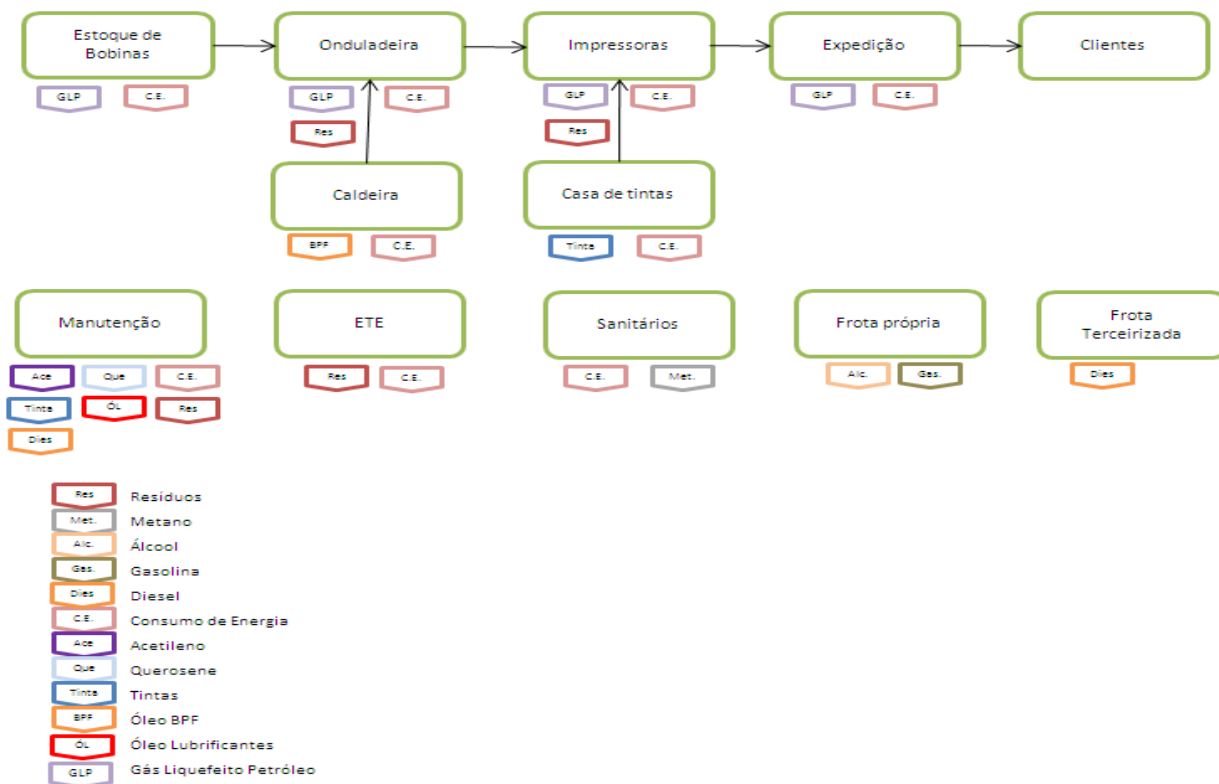 Estoque de
Bobinas
Onduladeira
Impressoras
Expedição
Clientes
GLP
C.E.
GLP
C.E.
Res
GLP
C.E.
Res
GLP
C.E.
Caldeira
Casa de tintas
BPF
C.E.
Tinta
C.E.
Manutenção
ETE
Sanitários
Frota própria
Frota
Terceirizada
Ace
Que
C.E.
Tinta
ÓL
Res
Dies
Res
C.E.
C.E.
Met.
Alc.
Gas.
Dies
Res Resíduos
Met. Metano
Alc. Álcool
Gas. Gasolina
Dies Diesel
C.E. Consumo de Energia
Ace Acetileno
Que Querosene
Tinta Tintas
BPF Óleo BPF
ÓL Óleo Lubrificantes
GLP Gás Liquefeito Petróleo